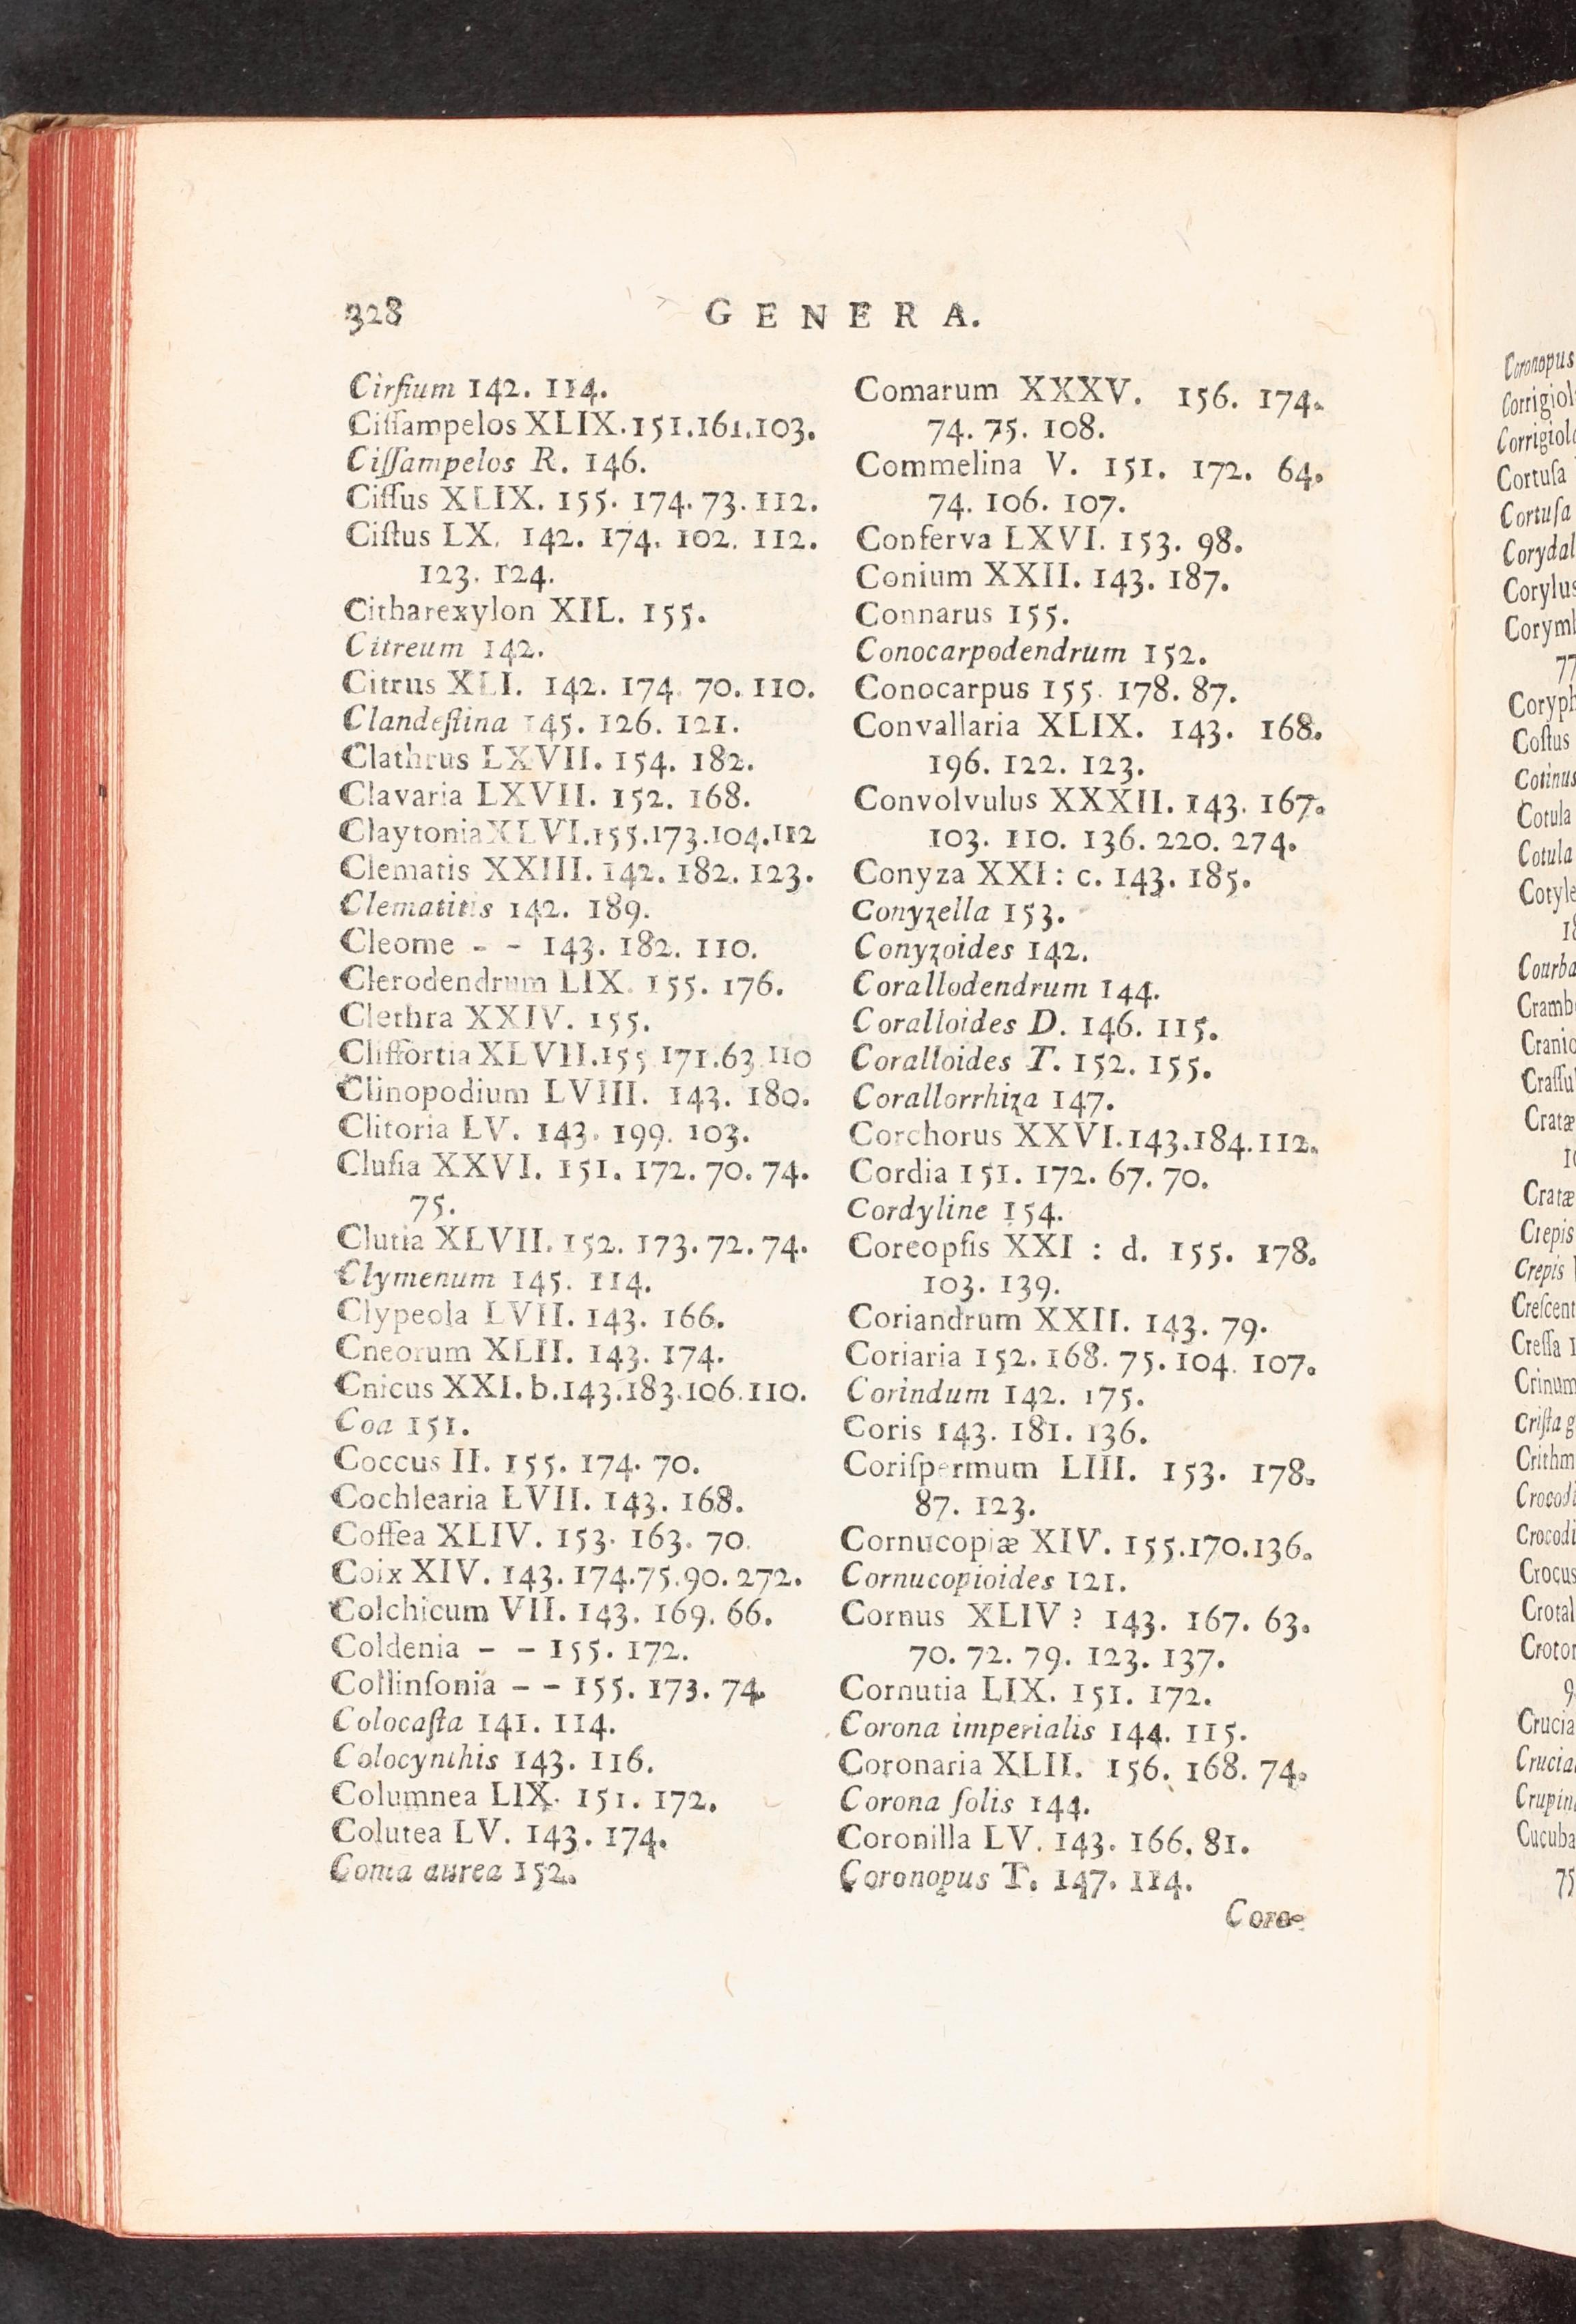 328
GENERA.
Cirſium 142. 114.
Ciſſampelos XLIX.151.161.103.
Ciſſampelos R. 146.
Ciſſus XLIX. 155. 174. 73. 112.
Ciſtus LX. 142. 174. 102. 112.
123. 124.
Citharexylon XIL. 155.
Citreum 142.
Citrus XLI. 142. 174. 70. 110.
Clandeſtina 145. 126. 121.
Clathrus LXVII. 154. 182.
Clavaria LXVII. 152. 168.
Claytonia XLVI.155.173.104.112
Clematis XXIII. 142. 182. 123.
Clematitis 142. 189.
Cleome - - 143. 182. 110.
Clerodendrum LIX. 155. 176.
Clethra XXIV. 155.
Cliffortia XLVII.155 171.63 110
Clinopodium LVIII. 143. 180.
Clitoria LV. 143. 199. 103.
Cluſia XXVI. 151. 172. 70. 74.
75.
Clutia XLVII. 152. 173. 72. 74.
Clymenum 145. 114.
Clypeola LVII. 143. 166.
Cneorum XLII. 143. 174.
Cnicus XXI. b.143.183.106.110.
Coa 151.
Coccus II. 155. 174. 70.
Cochlearia LVII. 143. 168.
Coffea XLIV. 153. 163. 70.
Coix XIV. 143. 174.75.90. 272.
Colchicum VII. 143. 169. 66.
Coldenia - - 155. 172.
Collinſonia - - 155. 173. 74.
Colocaſia 141. 114.
Colocynthis 143. 116.
Columnea LIX. 151. 172.
Colutea LV. 143. 174.
Coma aurea 152.
Comarum XXXV. 156. 174.
74. 75. 108.
Commelina V. 151. 172. 64.
74. 106. 107.
Conferva LXVI. 153. 98.
Conium XXII. 143. 187.
Connarus 155.
Conocarpodendrum 152.
Conocarpus 155. 178. 87.
Convallaria XLIX. 143. 168.
196. 122. 123.
Convolvulus XXXII. 143. 167.
103. 110. 136. 220. 274.
Conyza XXI: c. 143. 185.
Conyzella 153.
Conyzoides 142.
Corallodendrum 144.
Coralloides D. 146. 115.
Coralloides T. 152. 155.
Corallorrhiza 147.
Corchorus XXVI.143.184.112.
Cordia 151. 172. 67. 70.
Cordyline 154.
Coreopſis XXI : d. 155. 178.
103. 139.
Coriandrum XXII. 143. 79.
Coriaria 152. 168. 75. 104. 107.
Corindum 142. 175.
Coris 143. 181. 136.
Coriſpermum LIII. 153. 178.
87. 123.
Cornucopiæ XIV. 155.170.136.
Cornucopioides 121.
Cornus XLIV ? 143. 167. 63.
70. 72. 79. 123. 137.
Cornutia LIX. 151. 172.
Corona imperialis 144. 115.
Coronaria XLII. 156. 168. 74.
Corona ſolis 144.
Coronilla LV. 143. 166. 81.
Coronopus T. 147. 114.
Coro-
Coronopus
Cortuſa
Cortuſa
Cotula
Cotula